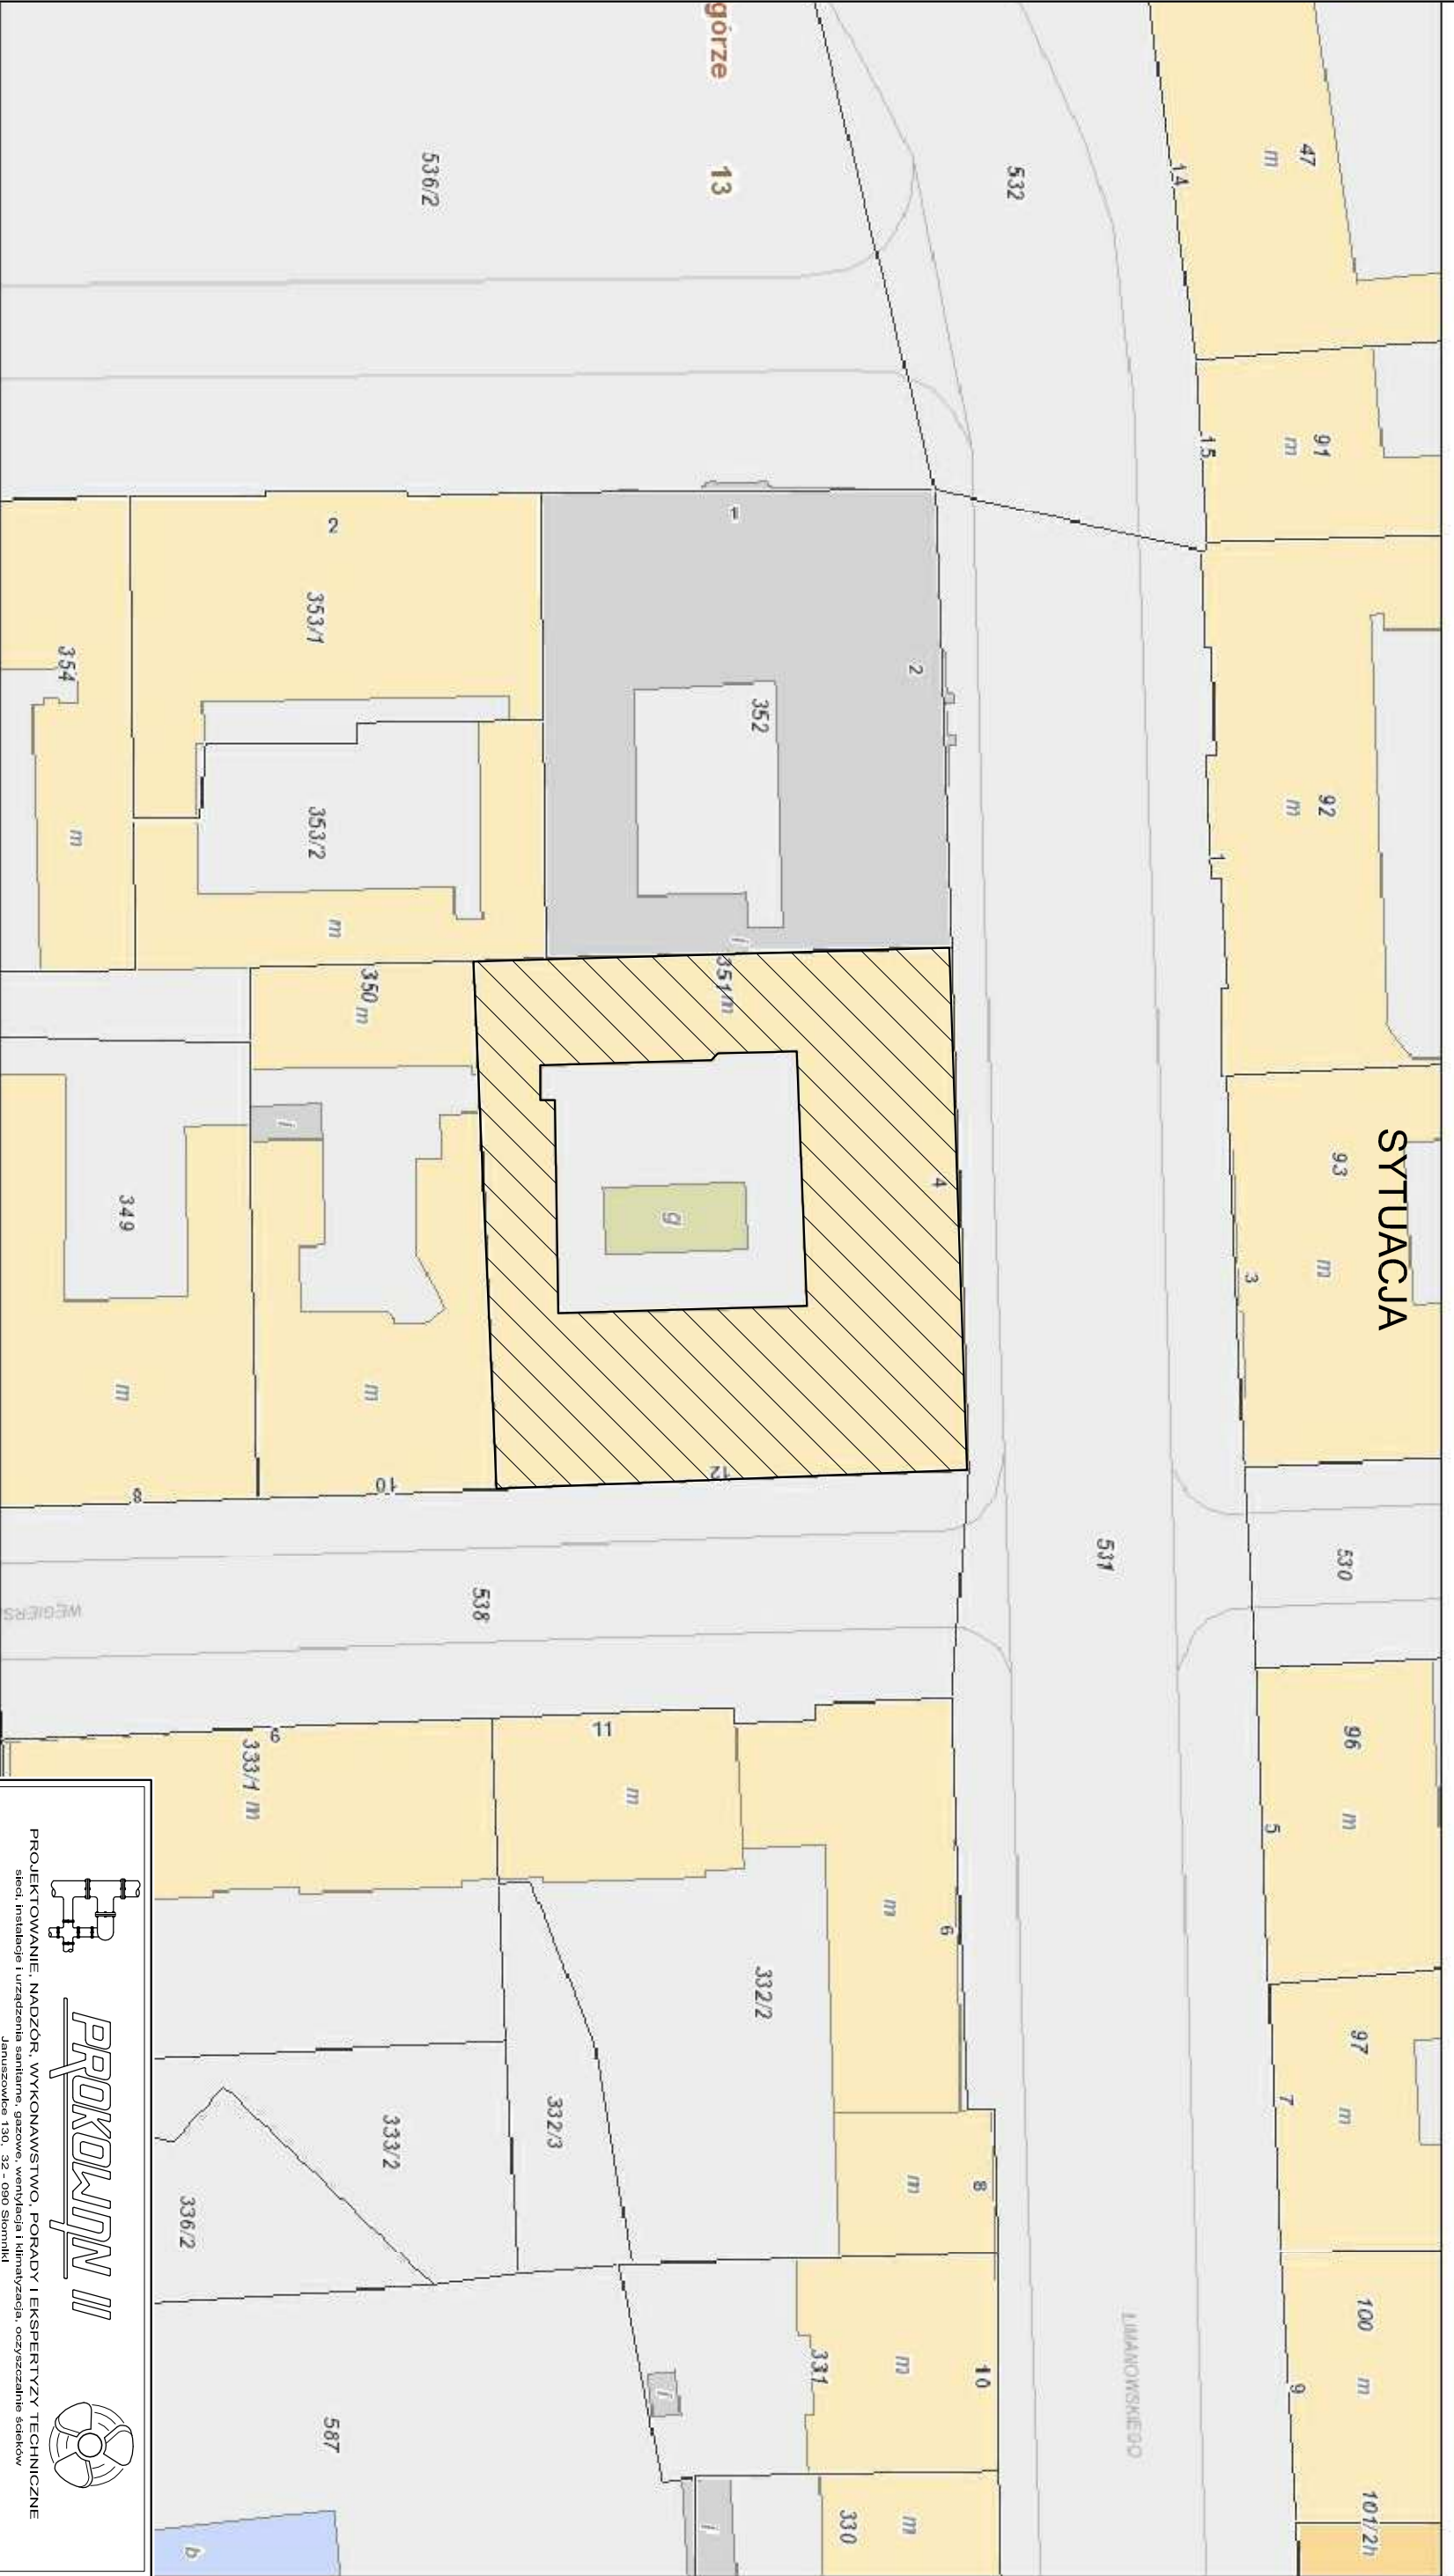 SYTUACJA
górze
13
536/2
532
14
47
m
15
91
m
1
2
352
2
353/1
353/2
m
354
m
92
m
1
i
351/m
350
m
i
349
g
4
93
m
3
m
m
8
10
12
538
531
530
11
m
333/1 m
m
6
332/2
332/3
333/2
336/2
96
m
5
97
m
7
m
8
331
m
10
i
587
LIMANOWSKIEGO
100
m
9
101/2h
330
m
i
b
PROKOWAN II
PROJEKTOWANIE, NADZÓR, WYKONAWSTWO, PORADY I EKSPERTYZY TECHNICZNE
sieci, instalacje i urządzenia sanitarne, gazowe, wentylacja i klimatyzacja, oczyszczalnie ścieków
Januszowice 130, 32 - 090 Słomniki